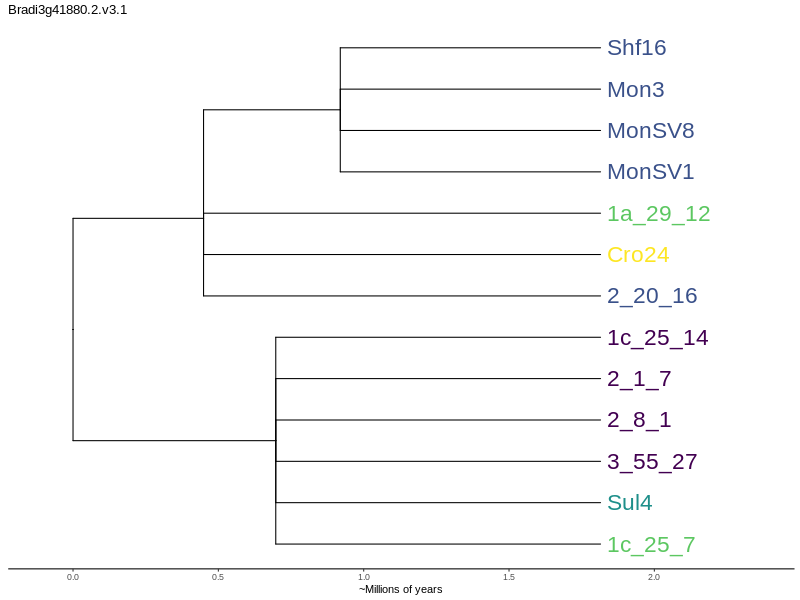 Bradi3g41880.2.v3.1
Shf16
Mon3
MonSV8
MonSV1
1a_29_12
Cro24
2_20_16
1c_25_14
2_1_7
2_8_1
3_55_27
Sul4
1c_25_7
0.0 0.5 1.0 1.5 2.0
~Millions of years